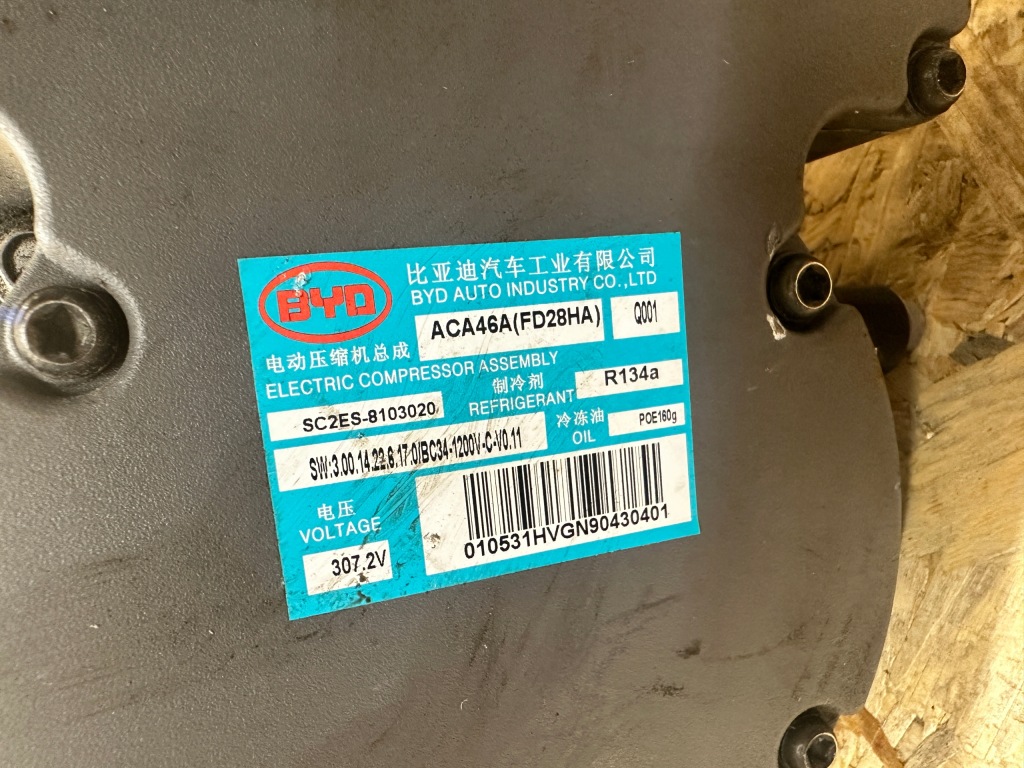 BYD
比亚迪汽车工业有限公司
BYD AUTO INDUSTRY CO.,LTD
ACA46A(FD28HA)
Q001
电动压缩机总成
ELECTRIC COMPRESSOR ASSEMBLY
SC2ES-8103020
制冷剂
REFRIGERANT
R134a
SW:3.00.14.22.8.17.0/BC34-1200V-C-V0.11
冷冻油
OIL
POE160g
电压
VOLTAGE
307.2V
010531HVGN90430401